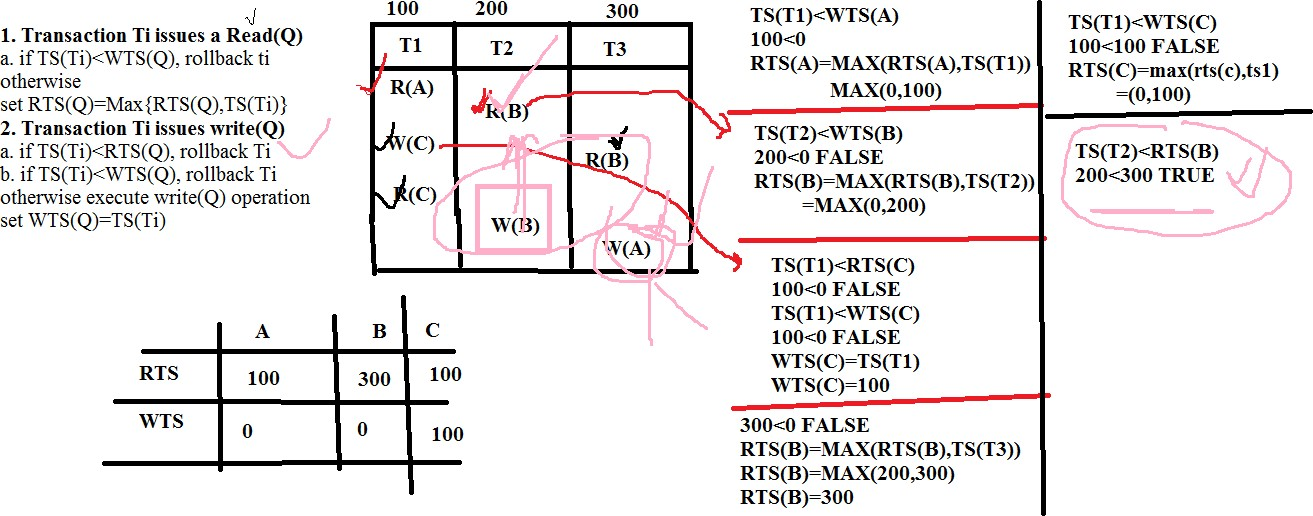 1. Transaction Ti issues a Read(Q)
a. if TS(Ti)<WTS(Q), rollback ti
otherwise
set RTS(Q)=Max{RTS(Q),TS(Ti)}
2. Transaction Ti issues write(Q)
a. if TS(Ti)<RTS(Q), rollback Ti
b. if TS(Ti)<WTS(Q), rollback Ti
otherwise execute write(Q) operation
set WTS(Q)=TS(Ti)
100 200 300
T1 T2 T3
R(A)
R(B)
W(C)
R(B)
R(C)
W(B)
W(A)
A B C
RTS 100 300 100
WTS 0 0 100
TS(T1)<WTS(A)
100<0
RTS(A)=MAX(RTS(A),TS(T1))
MAX(0,100)
TS(T2)<WTS(B)
200<0 FALSE
RTS(B)=MAX(RTS(B),TS(T2))
=MAX(0,200)
TS(T1)<RTS(C)
100<0 FALSE
TS(T1)<WTS(C)
100<0 FALSE
WTS(C)=TS(T1)
WTS(C)=100
300<0 FALSE
RTS(B)=MAX(RTS(B),TS(T3))
RTS(B)=MAX(200,300)
RTS(B)=300
TS(T1)<WTS(C)
100<100 FALSE
RTS(C)=max(rts(c),ts1)
=(0,100)
TS(T2)<RTS(B)
200<300 TRUE